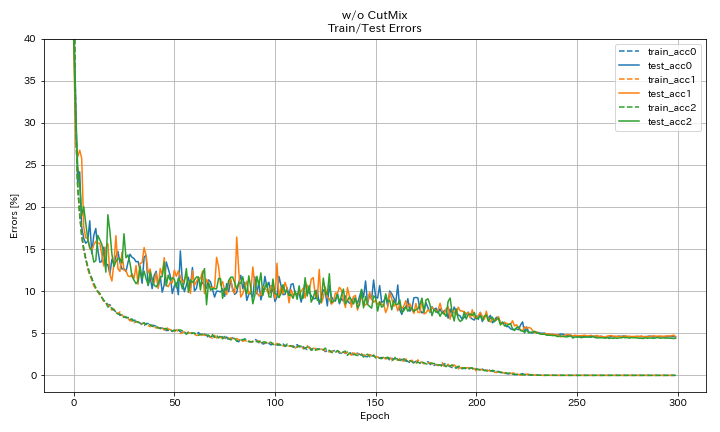 w/o CutMix
Train/Test Errors
40
35
30
25
20
15
10
5
0
Errors [%]
0
50
100
150
200
250
300
Epoch
train_acc0
test_acc0
train_acc1
test_acc1
train_acc2
test_acc2